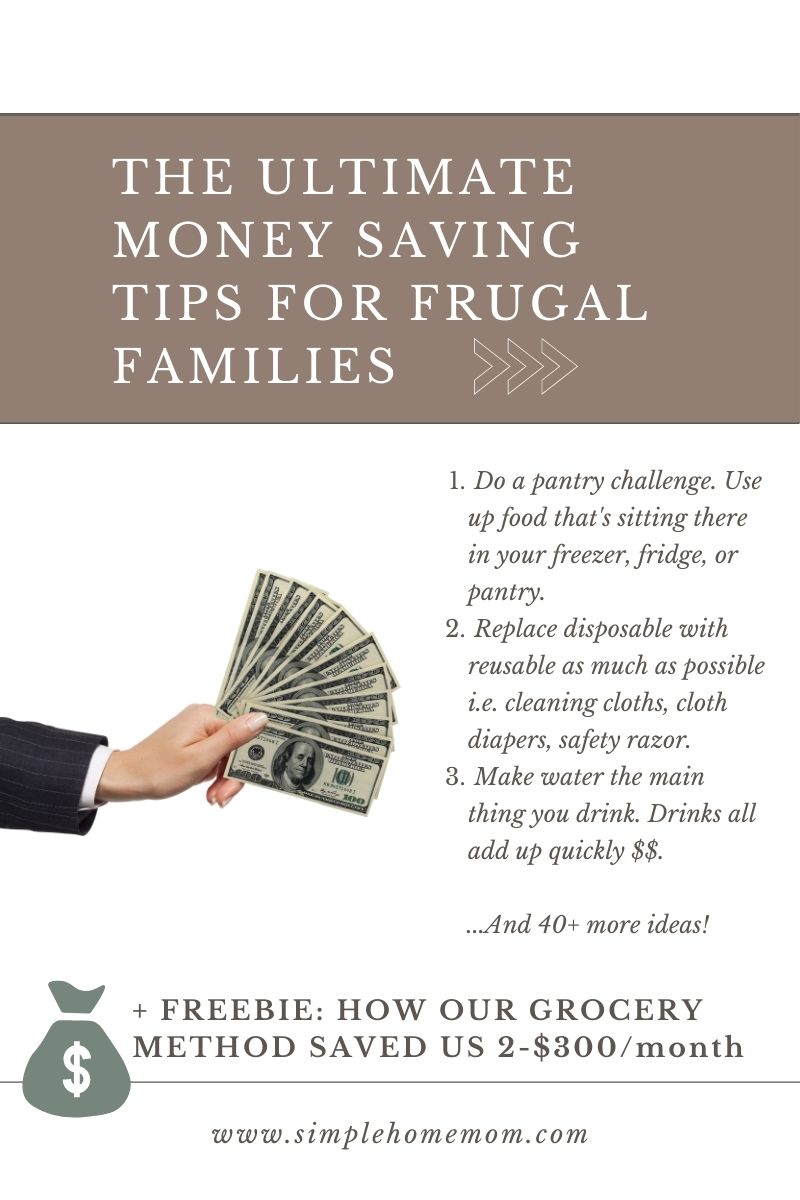 THE ULTIMATE
MONEY SAVING
TIPS FOR FRUGAL
FAMILIES
1. Do a pantry challenge. Use
up food that's sitting there
in your freezer, fridge, or
pantry.
2. Replace disposable with
reusable as much as possible
i.e. cleaning cloths, cloth
diapers, safety razor.
3. Make water the main
thing you drink. Drinks all
add up quickly $$.
...And 40+ more ideas!
+ FREEBIE: HOW OUR GROCERY
METHOD SAVED US 2-$300/month
$
www.simplehomemom.com